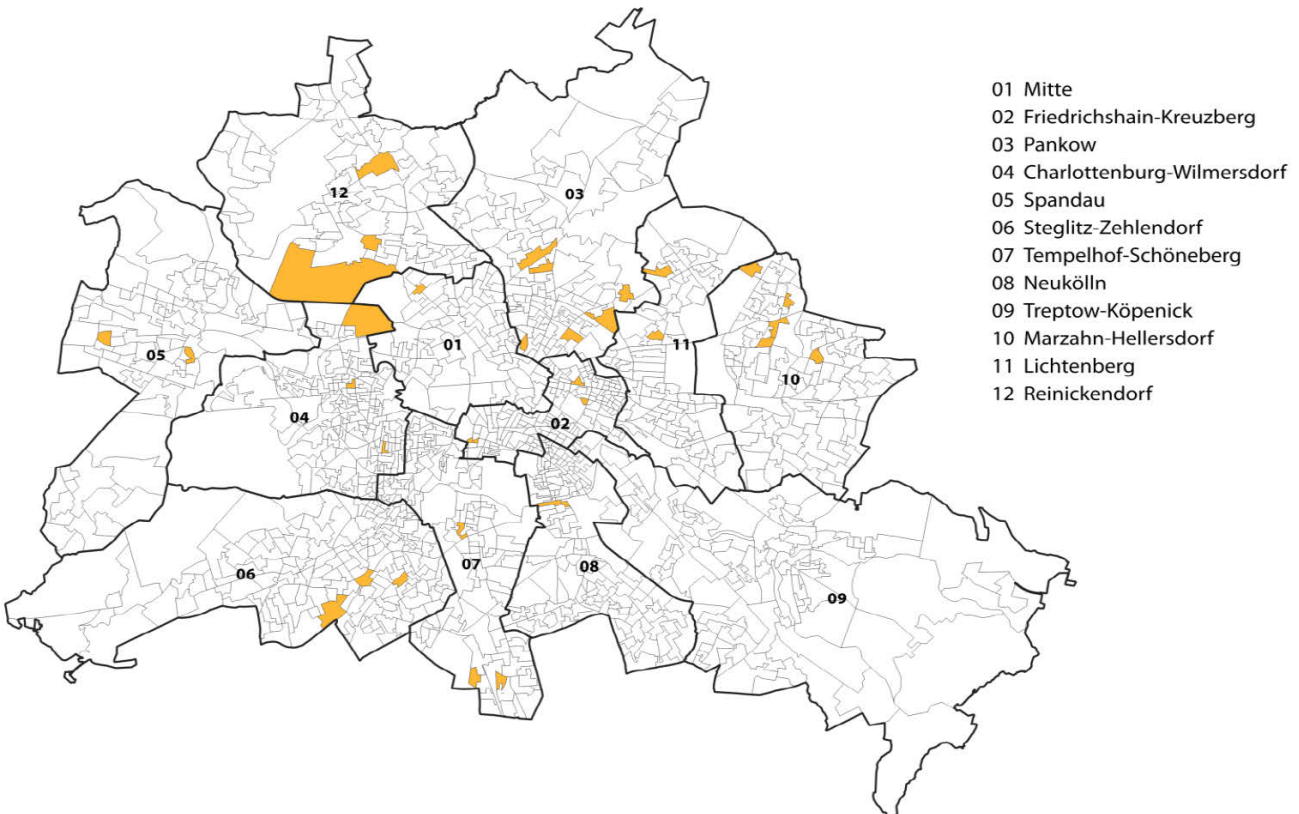 01 Mitte
02 Friedrichshain-Kreuzberg
03 Pankow
04 Charlottenburg-Wilmersdorf
05 Spandau
06 Steglitz-Zehlendorf
07 Tempelhof-Schöneberg
08 Neukölln
09 Treptow-Köpenick
10 Marzahn-Hellersdorf
11 Lichtenberg
12 Reinickendorf
12
03
01
11
05
10
04
02
07
08
06
09